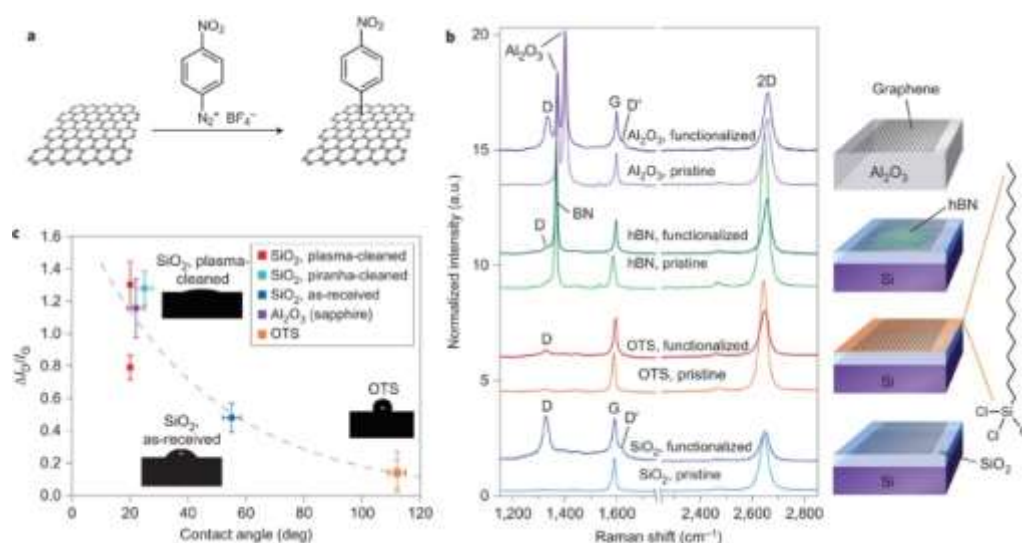 a
NO₂
N₂⁺ BF₄⁻
NO₂
b
Normalized intensity (a.u.)
20
15
10
5
0
Al₂O₃
D
G
D'
2D
Al₂O₃, functionalized
Al₂O₃, pristine
BN
D
hBN, functionalized
hBN, pristine
D
OTS, functionalized
OTS, pristine
D
G
D'
SiO₂, functionalized
SiO₂, pristine
1,200 1,400 1,600 2,400 2,600 2,800
Raman shift (cm⁻¹)
Graphene
Al₂O₃
hBN
Si
Si
Si
SiO₂
Cl
Si
Cl
c
ΔI_D/I_G
1.6
1.4
1.2
1.0
0.8
0.6
0.4
0.2
0.0
SiO₂, plasma-
cleaned
SiO₂, plasma-cleaned
SiO₂, piranha-cleaned
SiO₂, as-received
Al₂O₃ (sapphire)
OTS
OTS
SiO₂,
as-received
0 20 40 60 80 100 120
Contact angle (deg)